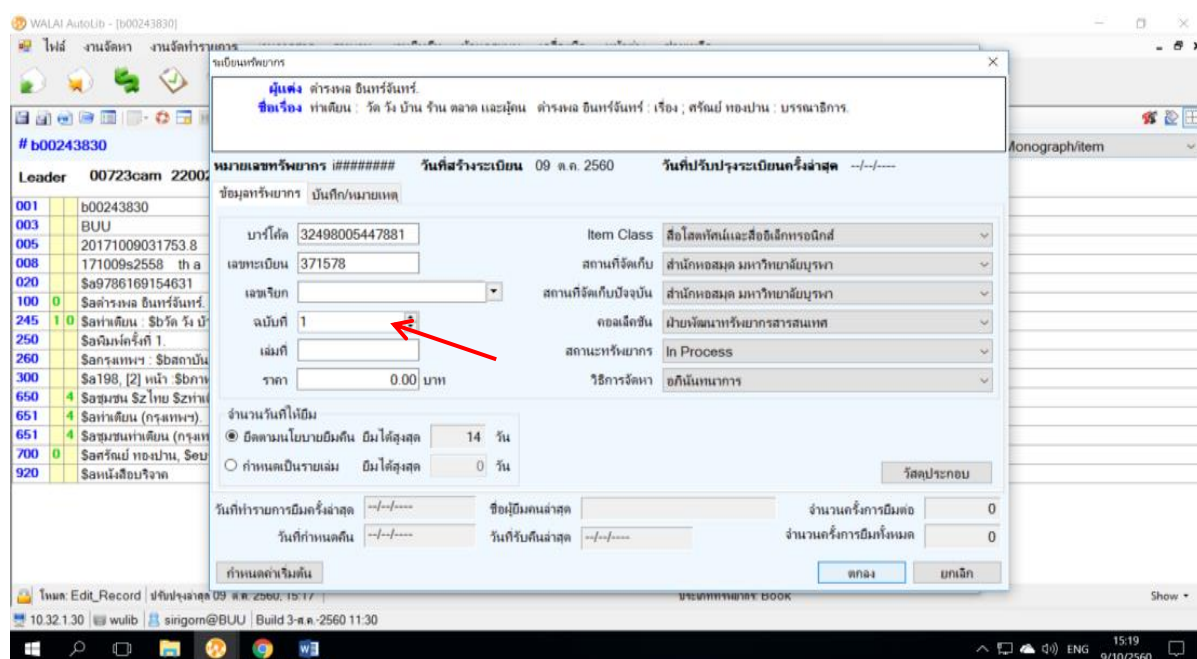 WALAI AutoLib - [b00243830]
ไฟล์ งานจัดหา งานจัดทำรายการ
ระเบียนทรัพยากร
ผู้แต่ง ดำรงพล อินทร์จันทร์.
ชื่อเรื่อง ท่าเตียน : วัด วัง บ้าน ร้าน ตลาด และผู้คน ดำรงพล อินทร์จันทร์ : เรื่อง ; ศรัณย์ ทองปาน : บรรณาธิการ.
# b00243830
Monograph/item
หมายเลขทรัพยากร i######## วันที่สร้างระเบียน 09 ต.ค. 2560 วันที่ปรับปรุงระเบียนครั้งล่าสุด --/--/----
Leader 00723cam 2200
ข้อมูลทรัพยากร บันทึก/หมายเหตุ
001 b00243830
003 BUU
005 20171009031753.8
008 171009s2558 th a
020 $a9786169154631
100 0 $aดำรงพล อินทร์จันทร์.
245 1 0 $aท่าเตียน : $bวัด วัง บ้า
250 $aพิมพ์ครั้งที่ 1.
260 $aกรุงเทพฯ : $bสถาบัน
300 $a198, [2] หน้า :$bภาพ
650 4 $aชุมชน $zไทย $zท่าเ
651 4 $aท่าเตียน (กรุงเทพฯ).
651 4 $aชุมชนท่าเตียน (กรุงเท
700 0 $aศรัณย์ ทองปาน, $eบ
920 $aหนังสือบริจาค
บาร์โค้ด 32498005447881 Item Class สื่อโสตทัศน์และสื่ออิเล็กทรอนิกส์
เลขทะเบียน 371578 สถานที่จัดเก็บ สำนักหอสมุด มหาวิทยาลัยบูรพา
เลขเรียก สถานที่จัดเก็บปัจจุบัน สำนักหอสมุด มหาวิทยาลัยบูรพา
ฉบับที่ 1 คอลเล็คชัน ฝ่ายพัฒนาทรัพยากรสารสนเทศ
เล่มที่ สถานะทรัพยากร In Process
ราคา 0.00 บาท วิธีการจัดหา อภินันทนาการ
จำนวนวันที่ให้ยืม
ยึดตามนโยบายยืมคืน ยืมได้สูงสุด 14 วัน
กำหนดเป็นรายเล่ม ยืมได้สูงสุด 0 วัน
วัสดุประกอบ
วันที่ทำรายการยืมครั้งล่าสุด --/--/---- ชื่อผู้ยืมคนล่าสุด จำนวนครั้งการยืมต่อ 0
วันที่กำหนดคืน --/--/---- วันที่รับคืนล่าสุด --/--/---- จำนวนครั้งการยืมทั้งหมด 0
กำหนดค่าเริ่มต้น ตกลง ยกเลิก
โหมด: Edit_Record ปรับปรุงล่าสุด 09 ต.ค. 2560, 15:17 ประเภททรัพยากร: BOOK Show
10.32.1.30 wulib sirigorn@BUU Build 3-ส.ค.-2560 11:30
ENG 15:19
9/10/2560